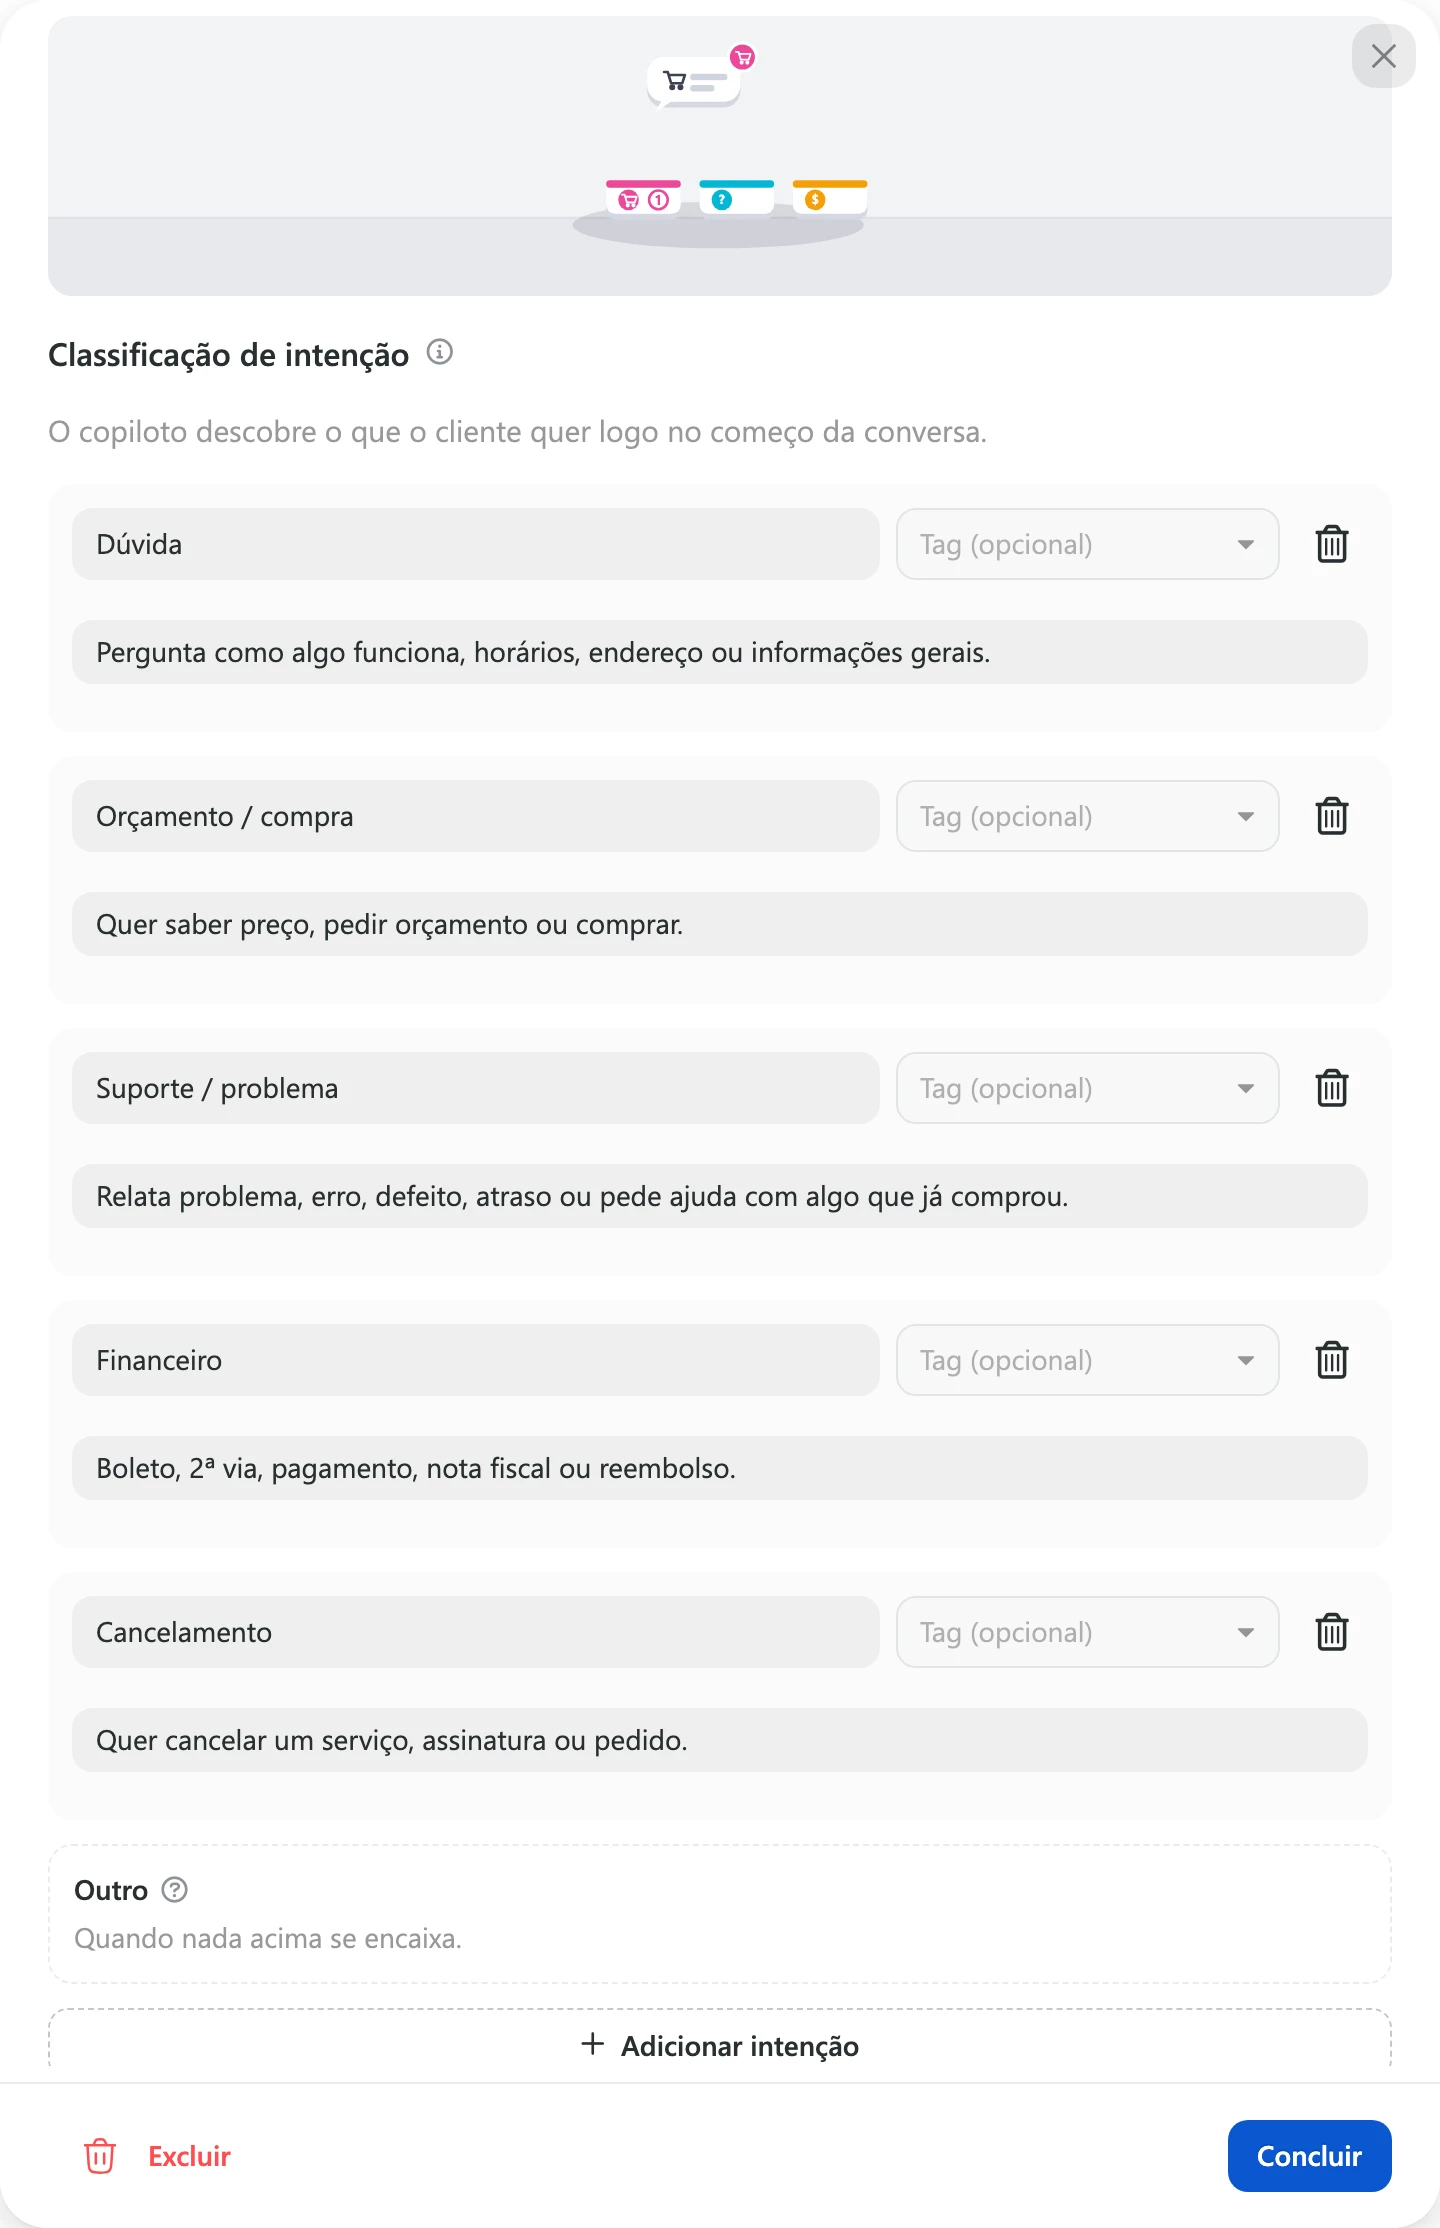 1
?
$
Classificação de intenção
O copiloto descobre o que o cliente quer logo no começo da conversa.
Dúvida
Tag (opcional)
Pergunta como algo funciona, horários, endereço ou informações gerais.
Orçamento / compra
Tag (opcional)
Quer saber preço, pedir orçamento ou comprar.
Suporte / problema
Tag (opcional)
Relata problema, erro, defeito, atraso ou pede ajuda com algo que já comprou.
Financeiro
Tag (opcional)
Boleto, 2ª via, pagamento, nota fiscal ou reembolso.
Cancelamento
Tag (opcional)
Quer cancelar um serviço, assinatura ou pedido.
Outro
Quando nada acima se encaixa.
+ Adicionar intenção
Excluir
Concluir